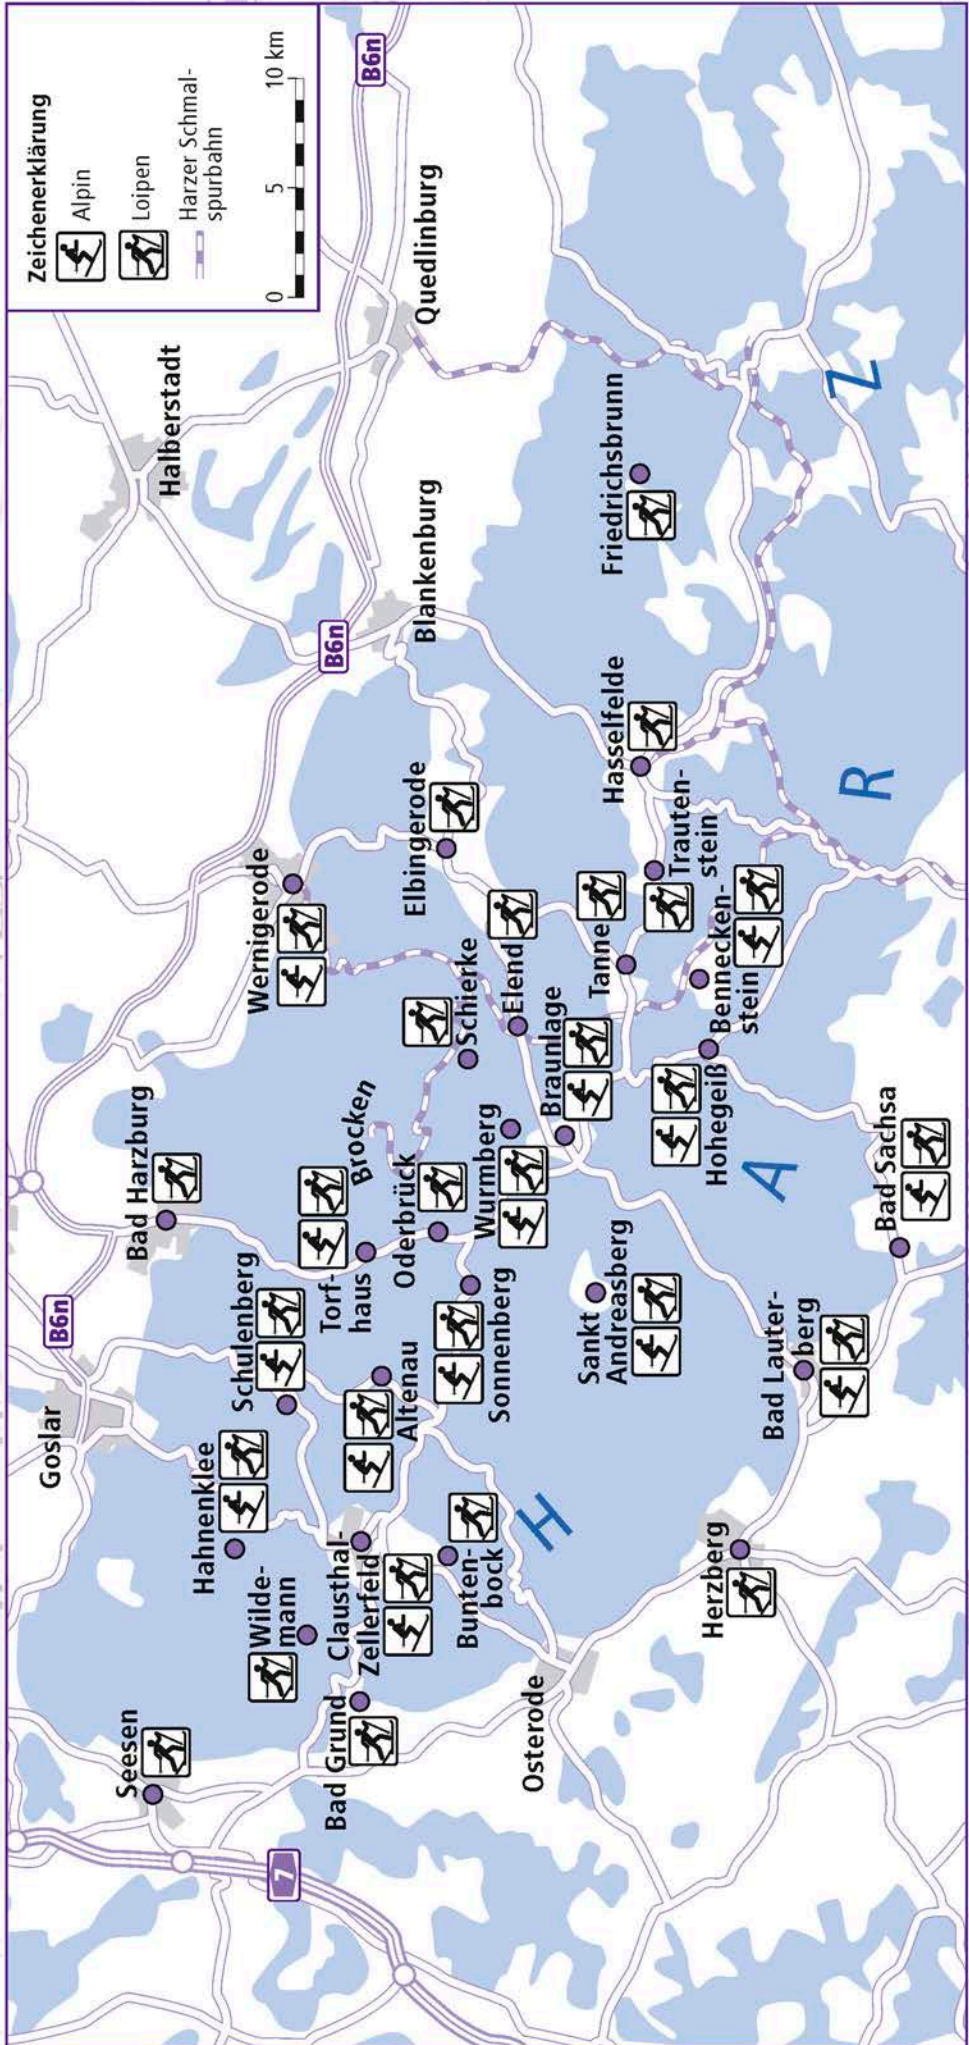 Zeichenerklärung
Alpin
Loipen
Harzer Schmal-
spurbahn
0 5 10 km
B6n
B6n
B6n
7
Goslar
Bad Harzburg
Halberstadt
Quedlinburg
Blankenburg
Wernigerode
Seesen
Hahnenklee
Schulenberg
Wilde-
mann
Clausthal-
Zellerfeld
Bad Grund
Torf-
haus
Brocken
Altenau
Oderbrück
Schierke
Elbingerode
Bunten-
bock
Sonnenberg
Wurmberg
Elend
Osterode
Braunlage
Tanne
Sankt
Andreasberg
Hasselfelde
Friedrichsbrunn
Trauten-
stein
Bennecken-
stein
Hohegeiß
Herzberg
Bad Lauter-
berg
Bad Sachsa
H A R Z